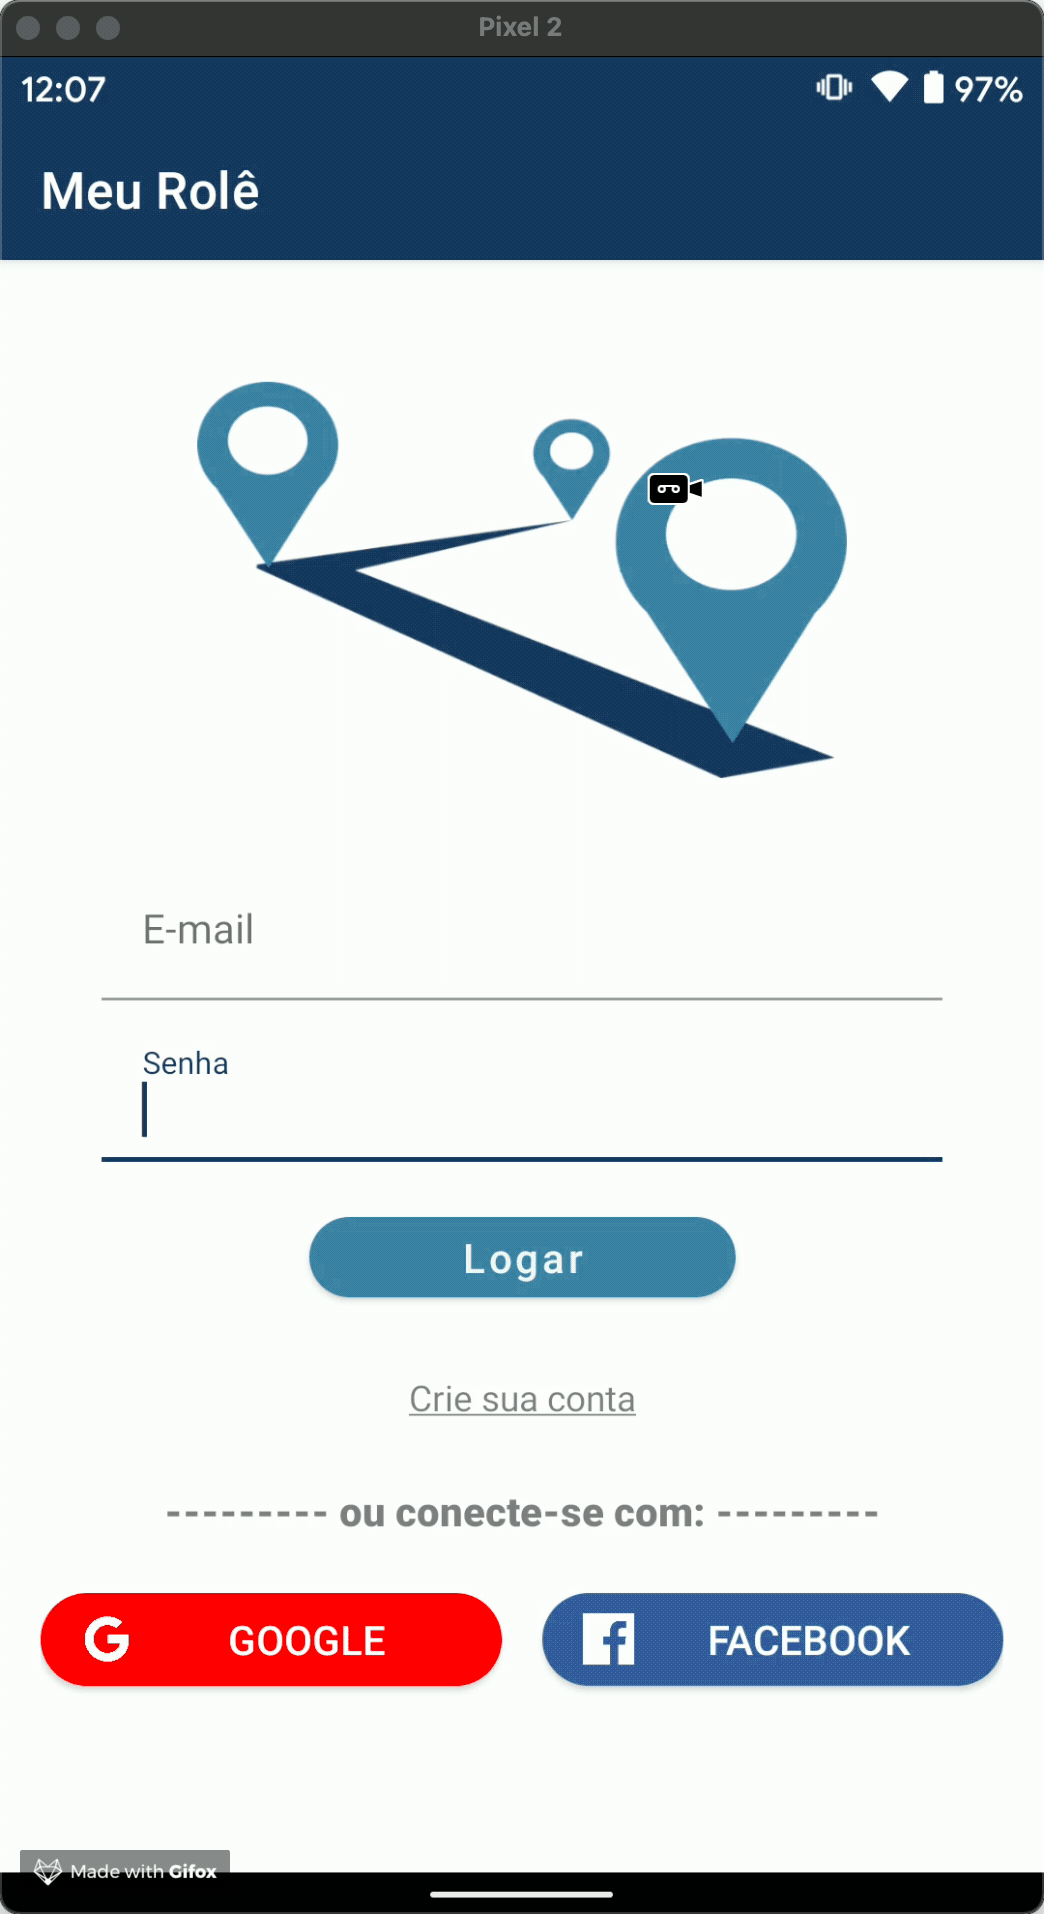 Pixel 2
12:07 97%
Meu Rolê
E-mail
Senha
Logar
Crie sua conta
--------- ou conecte-se com: ---------
GOOGLE FACEBOOK
Made with Gifox